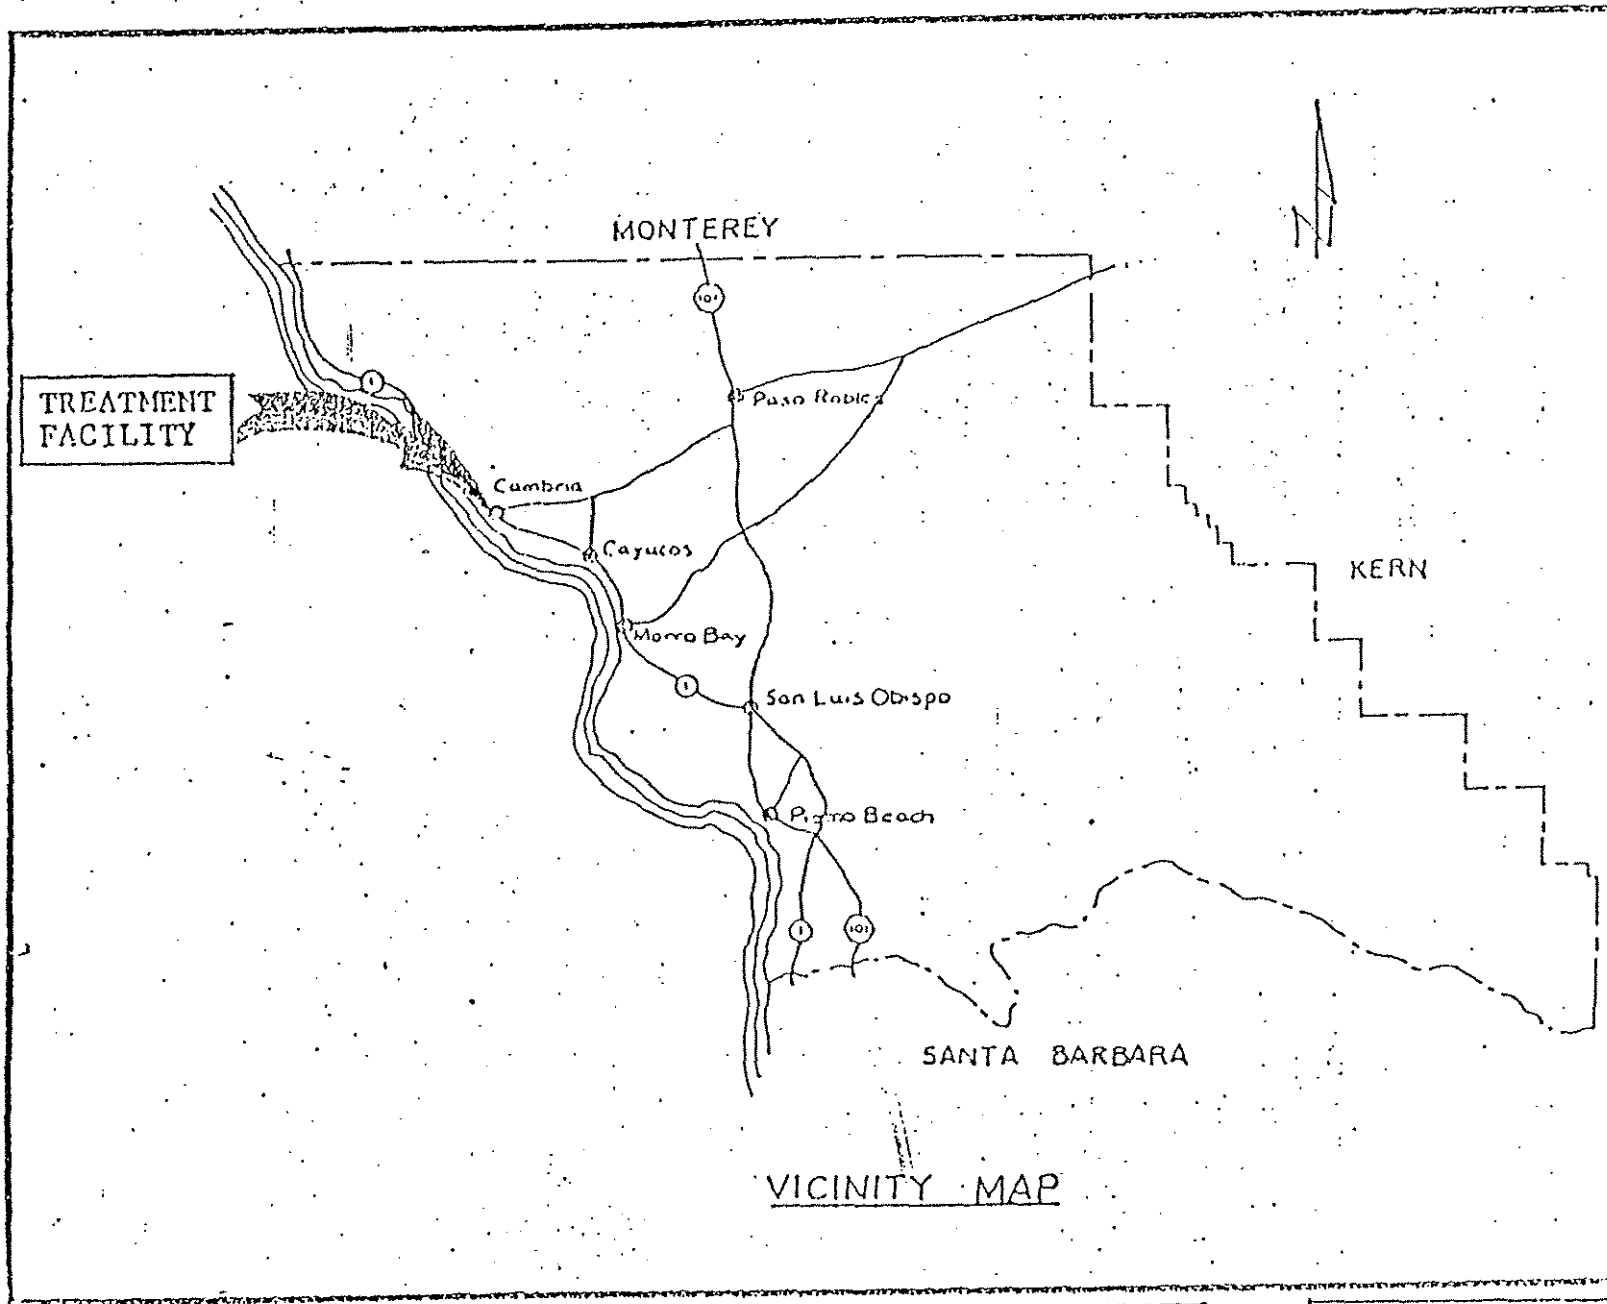 N
MONTEREY
101
1
TREATMENT
FACILITY
Paso Robles
Cambria
Cayucos
KERN
Morro Bay
1
San Luis Obispo
Pismo Beach
1
101
SANTA BARBARA
VICINITY MAP